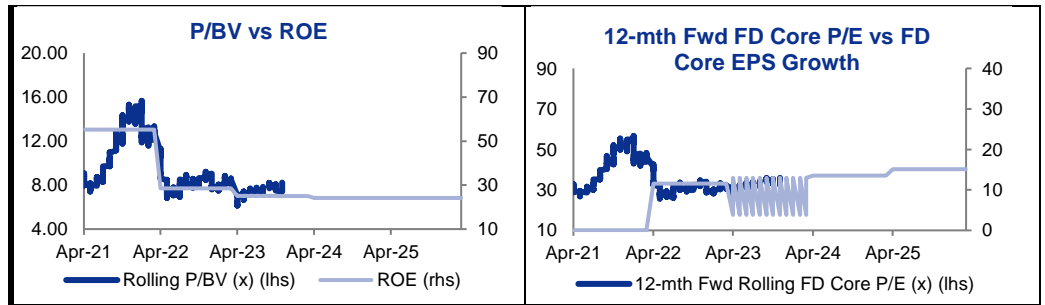 P/BV vs ROE
20.00
16.00
12.00
8.00
4.00
90
70
50
30
10
Apr-21 Apr-22 Apr-23 Apr-24 Apr-25
Rolling P/BV (x) (lhs) ROE (rhs)
12-mth Fwd FD Core P/E vs FD
Core EPS Growth
90
70
50
30
10
40
30
20
10
0
Apr-21 Apr-22 Apr-23 Apr-24 Apr-25
12-mth Fwd Rolling FD Core P/E (x) (lhs)